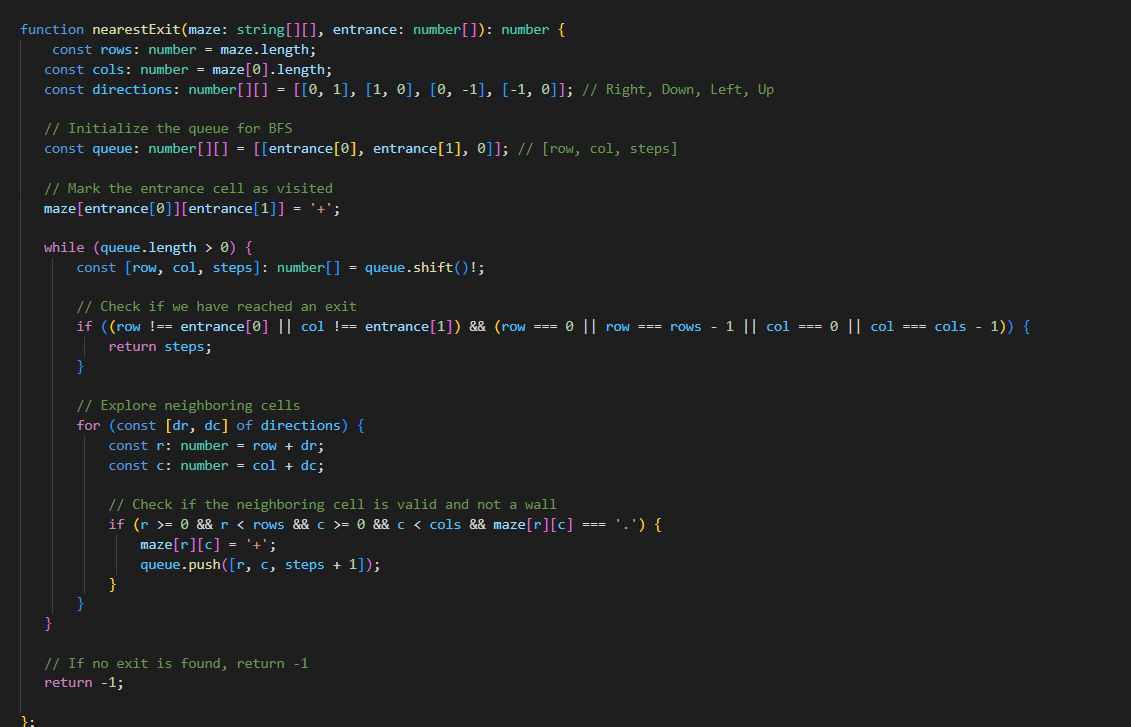 function nearestExit(maze: string[][], entrance: number[]): number {
    const rows: number = maze.length;
   const cols: number = maze[0].length;
   const directions: number[][] = [[0, 1], [1, 0], [0, -1], [-1, 0]]; // Right, Down, Left, Up

   // Initialize the queue for BFS
   const queue: number[][] = [[entrance[0], entrance[1], 0]]; // [row, col, steps]

   // Mark the entrance cell as visited
   maze[entrance[0]][entrance[1]] = '+';

   while (queue.length > 0) {
       const [row, col, steps]: number[] = queue.shift()!;

       // Check if we have reached an exit
       if ((row !== entrance[0] || col !== entrance[1]) && (row === 0 || row === rows - 1 || col === 0 || col === cols - 1)) {
           return steps;
       }

       // Explore neighboring cells
       for (const [dr, dc] of directions) {
           const r: number = row + dr;
           const c: number = col + dc;

           // Check if the neighboring cell is valid and not a wall
           if (r >= 0 && r < rows && c >= 0 && c < cols && maze[r][c] === '.') {
               maze[r][c] = '+';
               queue.push([r, c, steps + 1]);
           }
       }
   }

   // If no exit is found, return -1
   return -1;

};